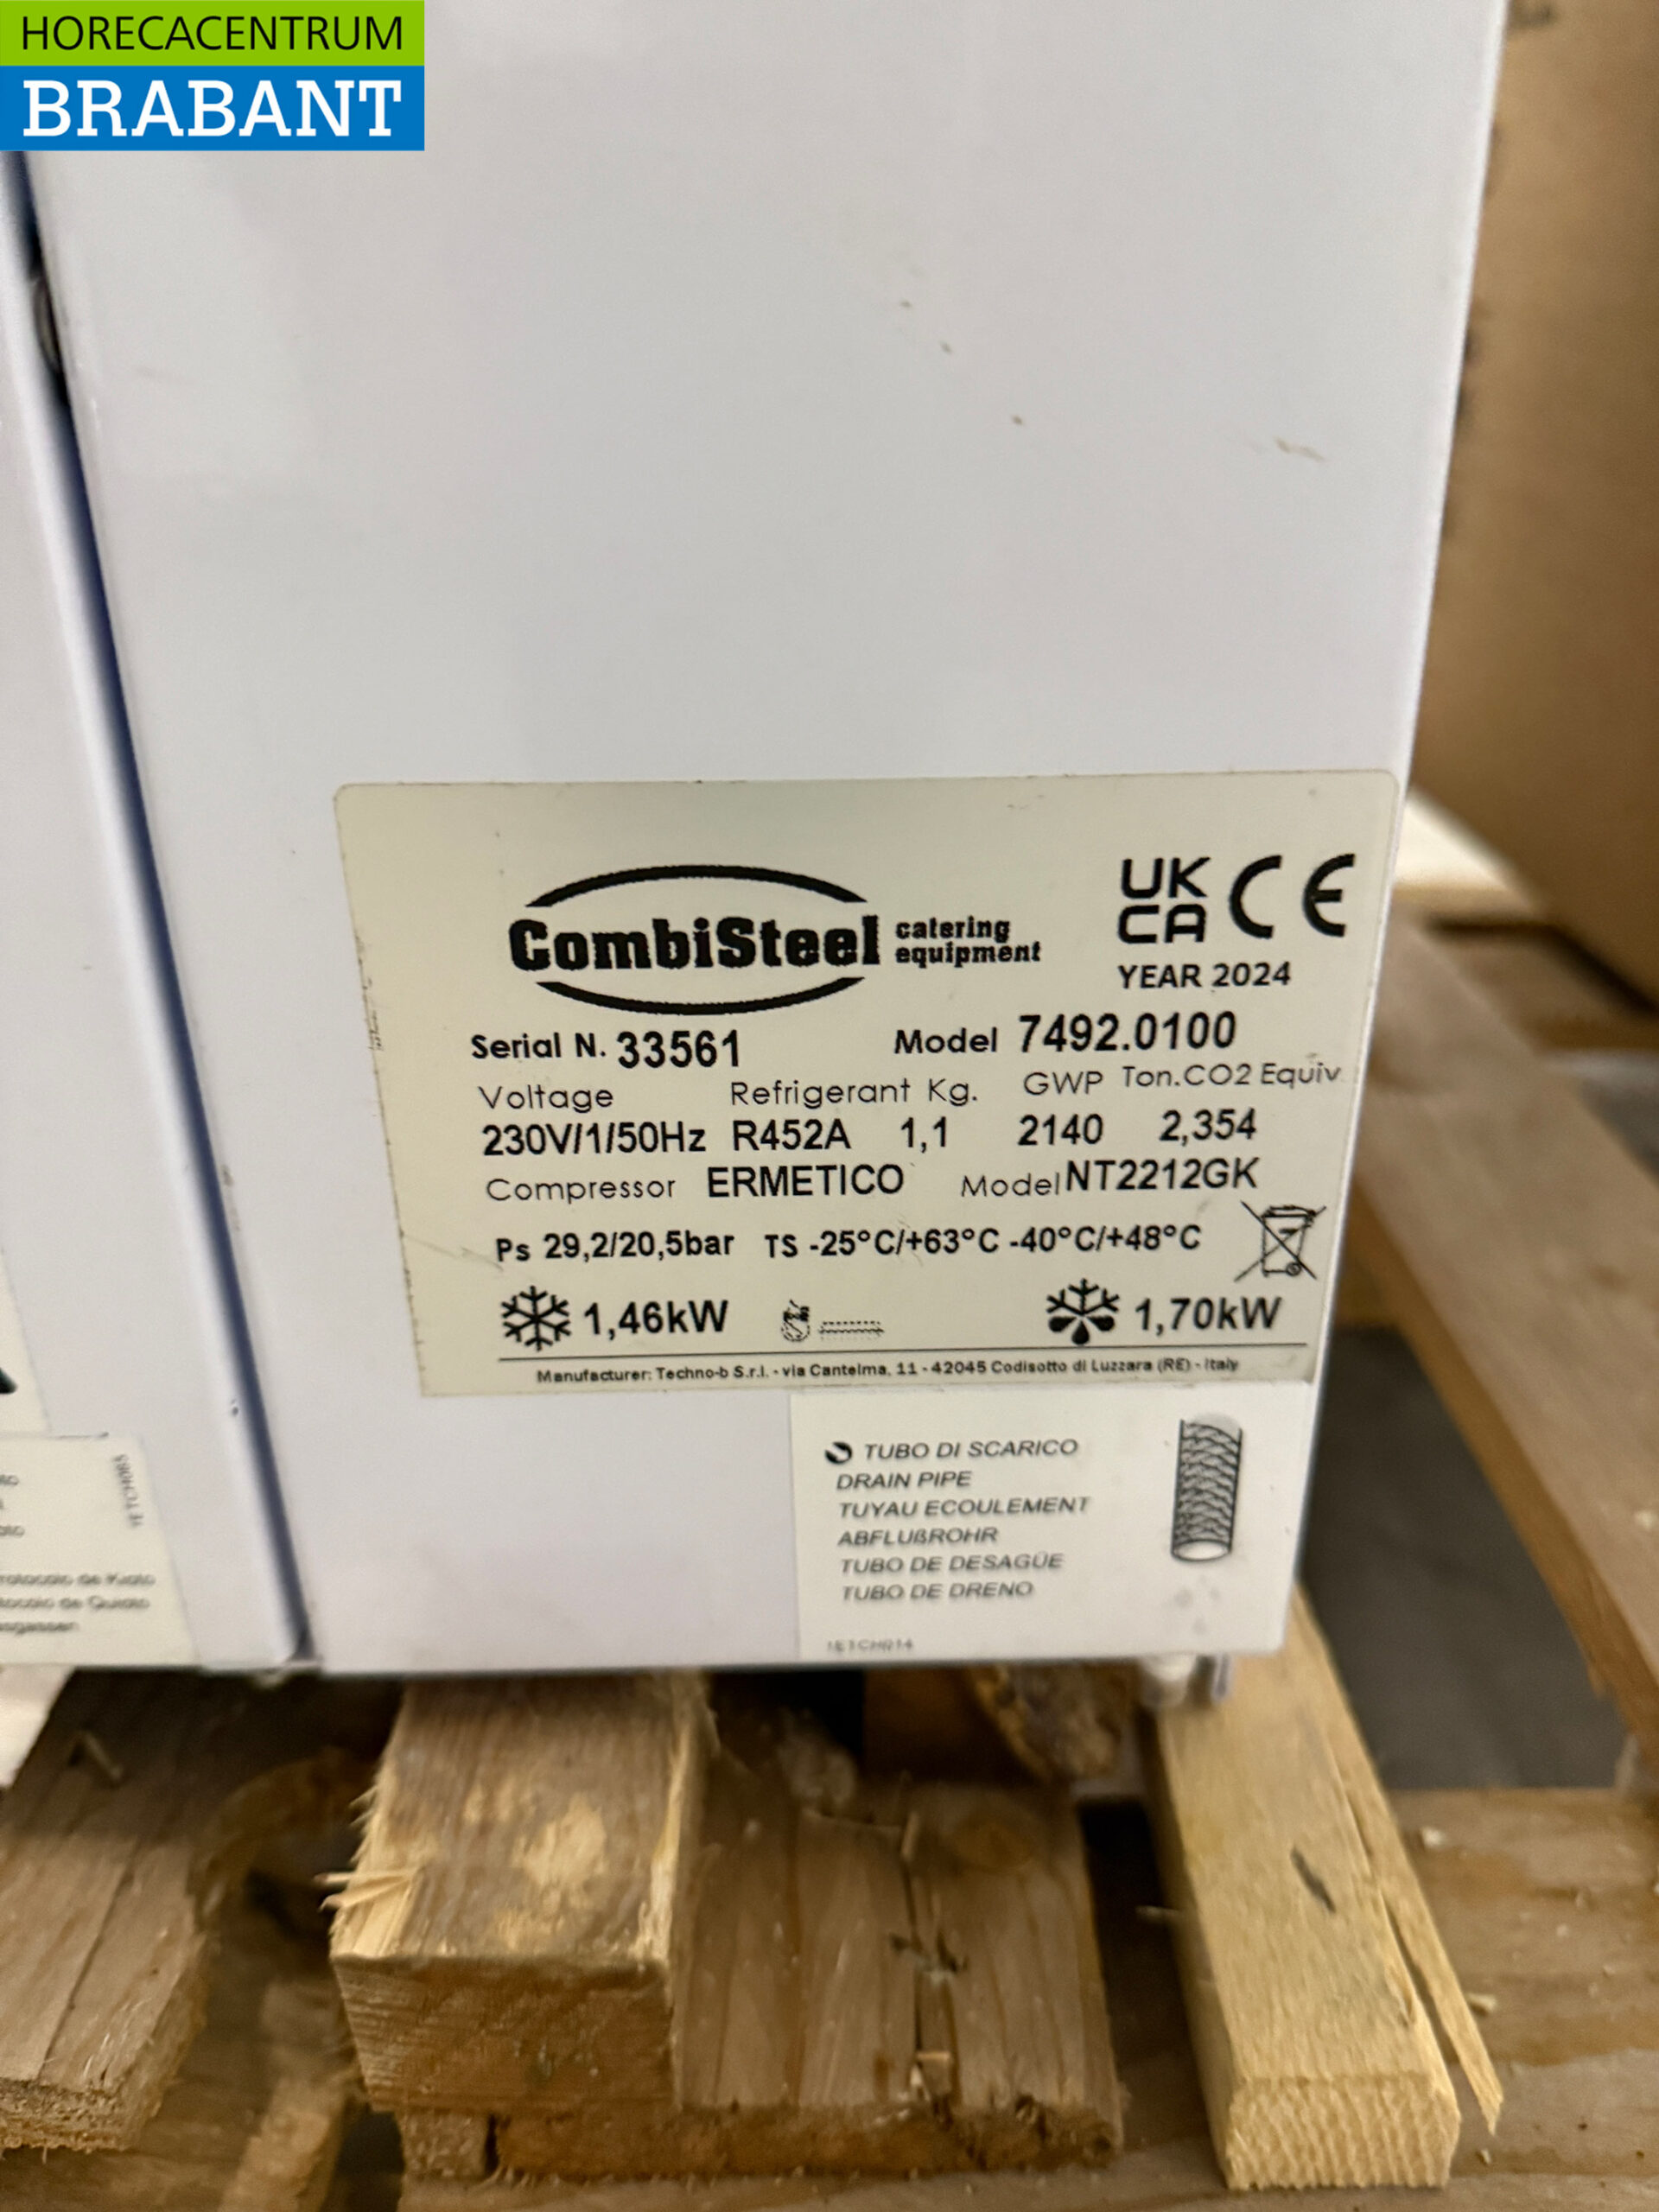 HORECACENTRUM
BRABANT
CombiSteel catering equipment
UK CA CE
YEAR 2024
Serial N. 33561 Model 7492.0100
Voltage Refrigerant Kg. GWP Ton.CO2 Equiv
230V/1/50Hz R452A 1,1 2140 2,354
Compressor ERMETICO Model NT2212GK
Ps 29,2/20,5bar TS -25°C/+63°C -40°C/+48°C
1,46kW 1,70kW
Manufacturer: Techno-b S.r.l. - via Cantelma, 11 - 42045 Codisotto di Luzzara (RE) - Italy
TUBO DI SCARICO
DRAIN PIPE
TUYAU ECOULEMENT
ABFLUßROHR
TUBO DE DESAGÜE
TUBO DE DRENO